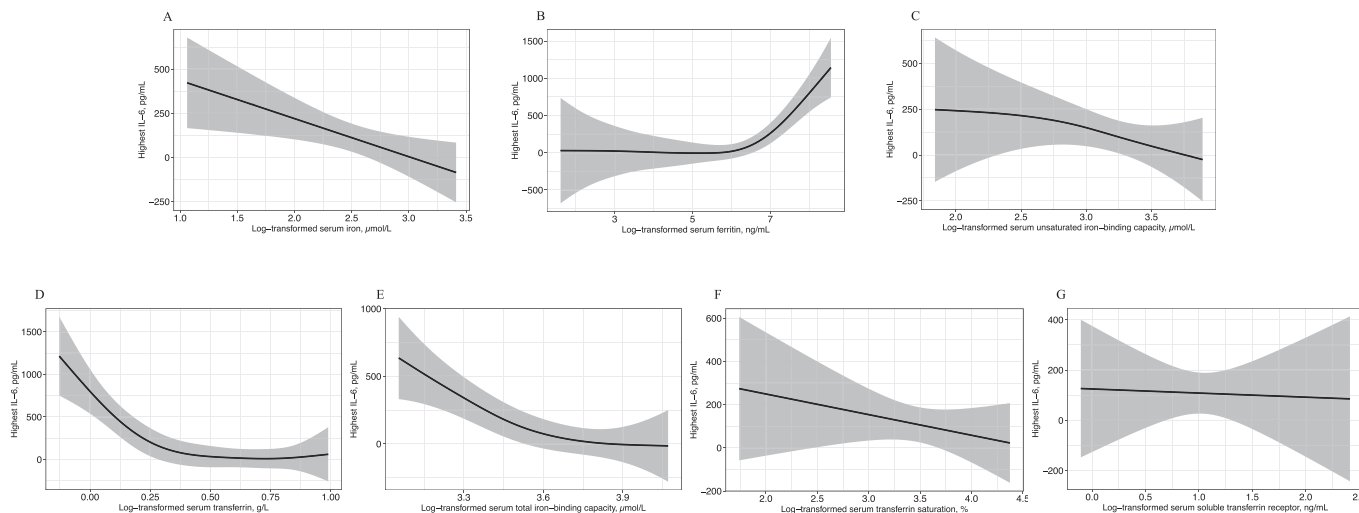 A
Highest IL−6, pg/mL
500
250
0
−250
1.0 1.5 2.0 2.5 3.0 3.5
Log−transformed serum iron, µmol/L
B
Highest IL−6, pg/mL
1500
1000
500
0
−500
3 5 7
Log−transformed serum ferritin, ng/mL
C
Highest IL−6, pg/mL
500
250
0
−250
2.0 2.5 3.0 3.5
Log−transformed serum unsaturated iron−binding capacity, µmol/L
D
Highest IL−6, pg/mL
1500
1000
500
0
0.00 0.25 0.50 0.75 1.00
Log−transformed serum transferrin, g/L
E
Highest IL−6, pg/mL
1000
500
0
3.3 3.6 3.9
Log−transformed serum total iron−binding capacity, µmol/L
F
Highest IL−6, pg/mL
600
400
200
0
−200
2.0 2.5 3.0 3.5 4.0 4.5
Log−transformed serum transferrin saturation, %
G
Highest IL−6, pg/mL
400
200
0
−200
0.0 0.5 1.0 1.5 2.0
Log−transformed serum soluble transferrin receptor, ng/mL